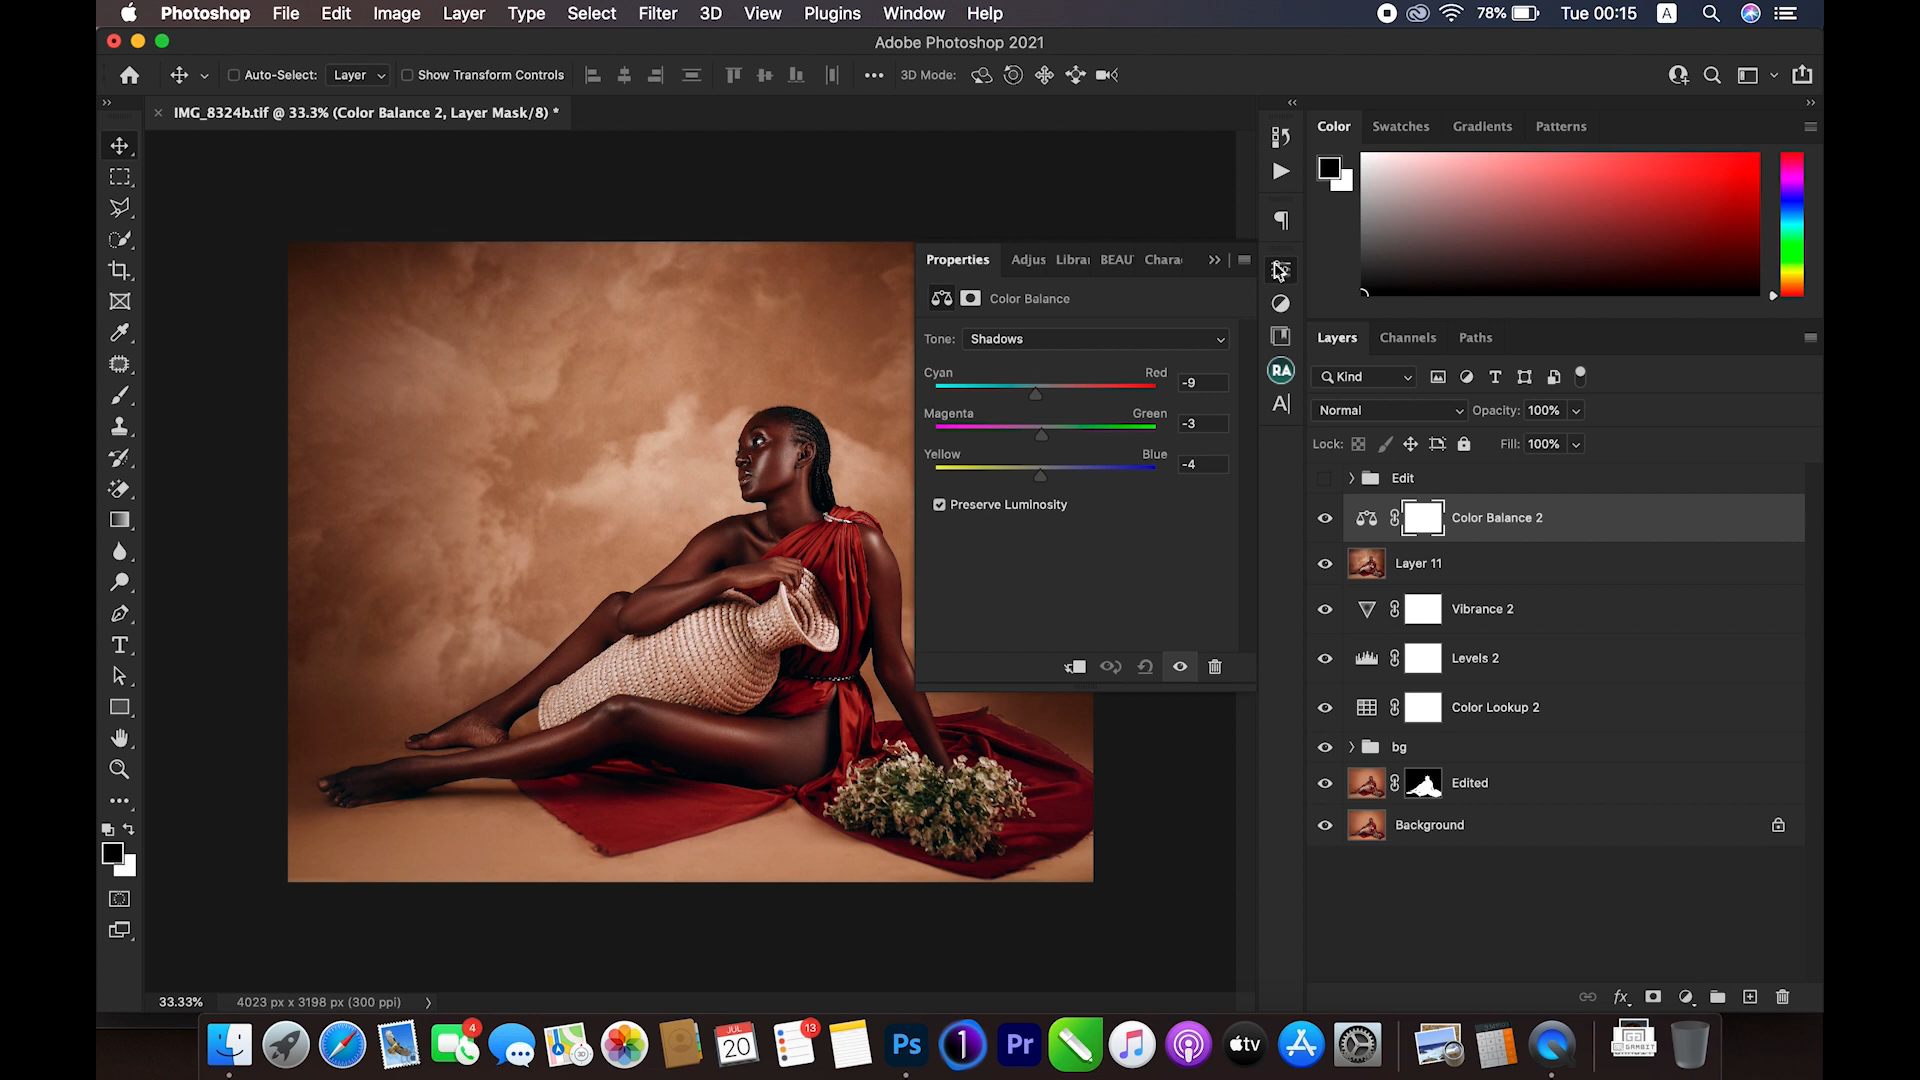 Photoshop File Edit Image Layer Type Select Filter 3D View Plugins Window Help 78% Tue 00:15 A
Adobe Photoshop 2021
Auto-Select: Layer Show Transform Controls 3D Mode:
IMG_8324b.tif @ 33.3% (Color Balance 2, Layer Mask/8) *
Color Swatches Gradients Patterns
Properties Adjus Libra BEAU Chara
Color Balance
Tone: Shadows
Cyan Red -9
Magenta Green -3
Yellow Blue -4
Preserve Luminosity
RA
A
Layers Channels Paths
Kind
Normal Opacity: 100%
Lock: Fill: 100%
Edit
Color Balance 2
Layer 11
Vibrance 2
Levels 2
Color Lookup 2
bg
Edited
Background
T
fx
33.33% 4023 px x 3198 px (300 ppi)
4 JUL 20 13 Ps 1 Pr tv
GAMBIT